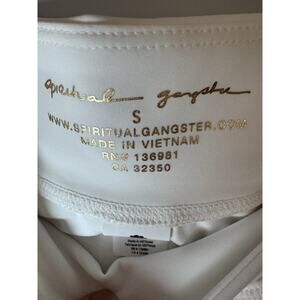 spiritual gangster
S
WWW.SPIRITUALGANGSTER.COM
MADE IN VIETNAM
RN# 136981
CA 32350